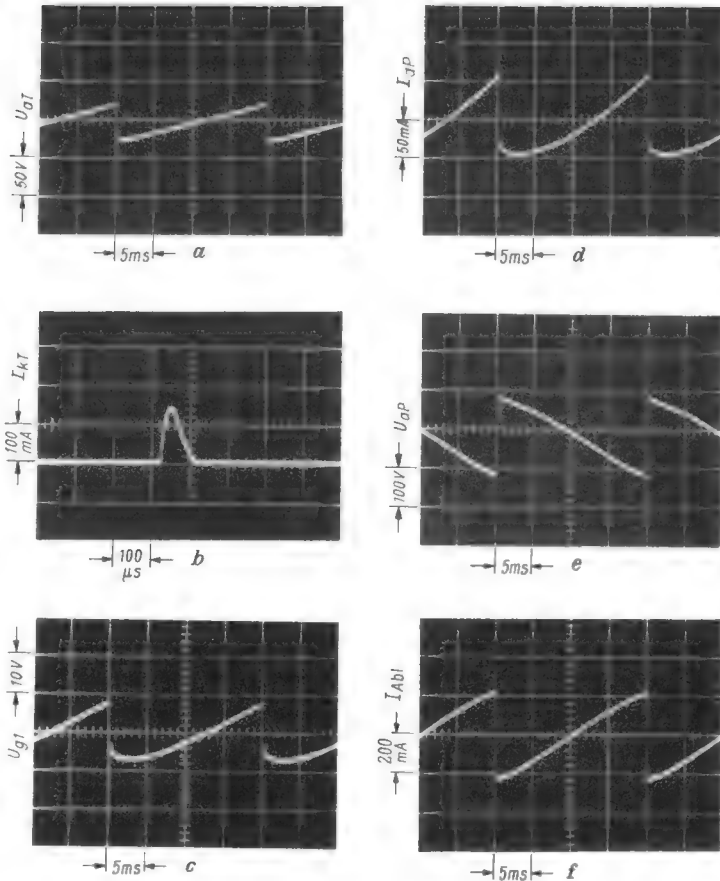 U_aT
50V
5ms
a
I_aP
50mA
5ms
d
I_kT
100
mA
100
μs
b
U_aP
100V
5ms
e
10V
U_g1
5ms
c
I_Abl
200
mA
5ms
f